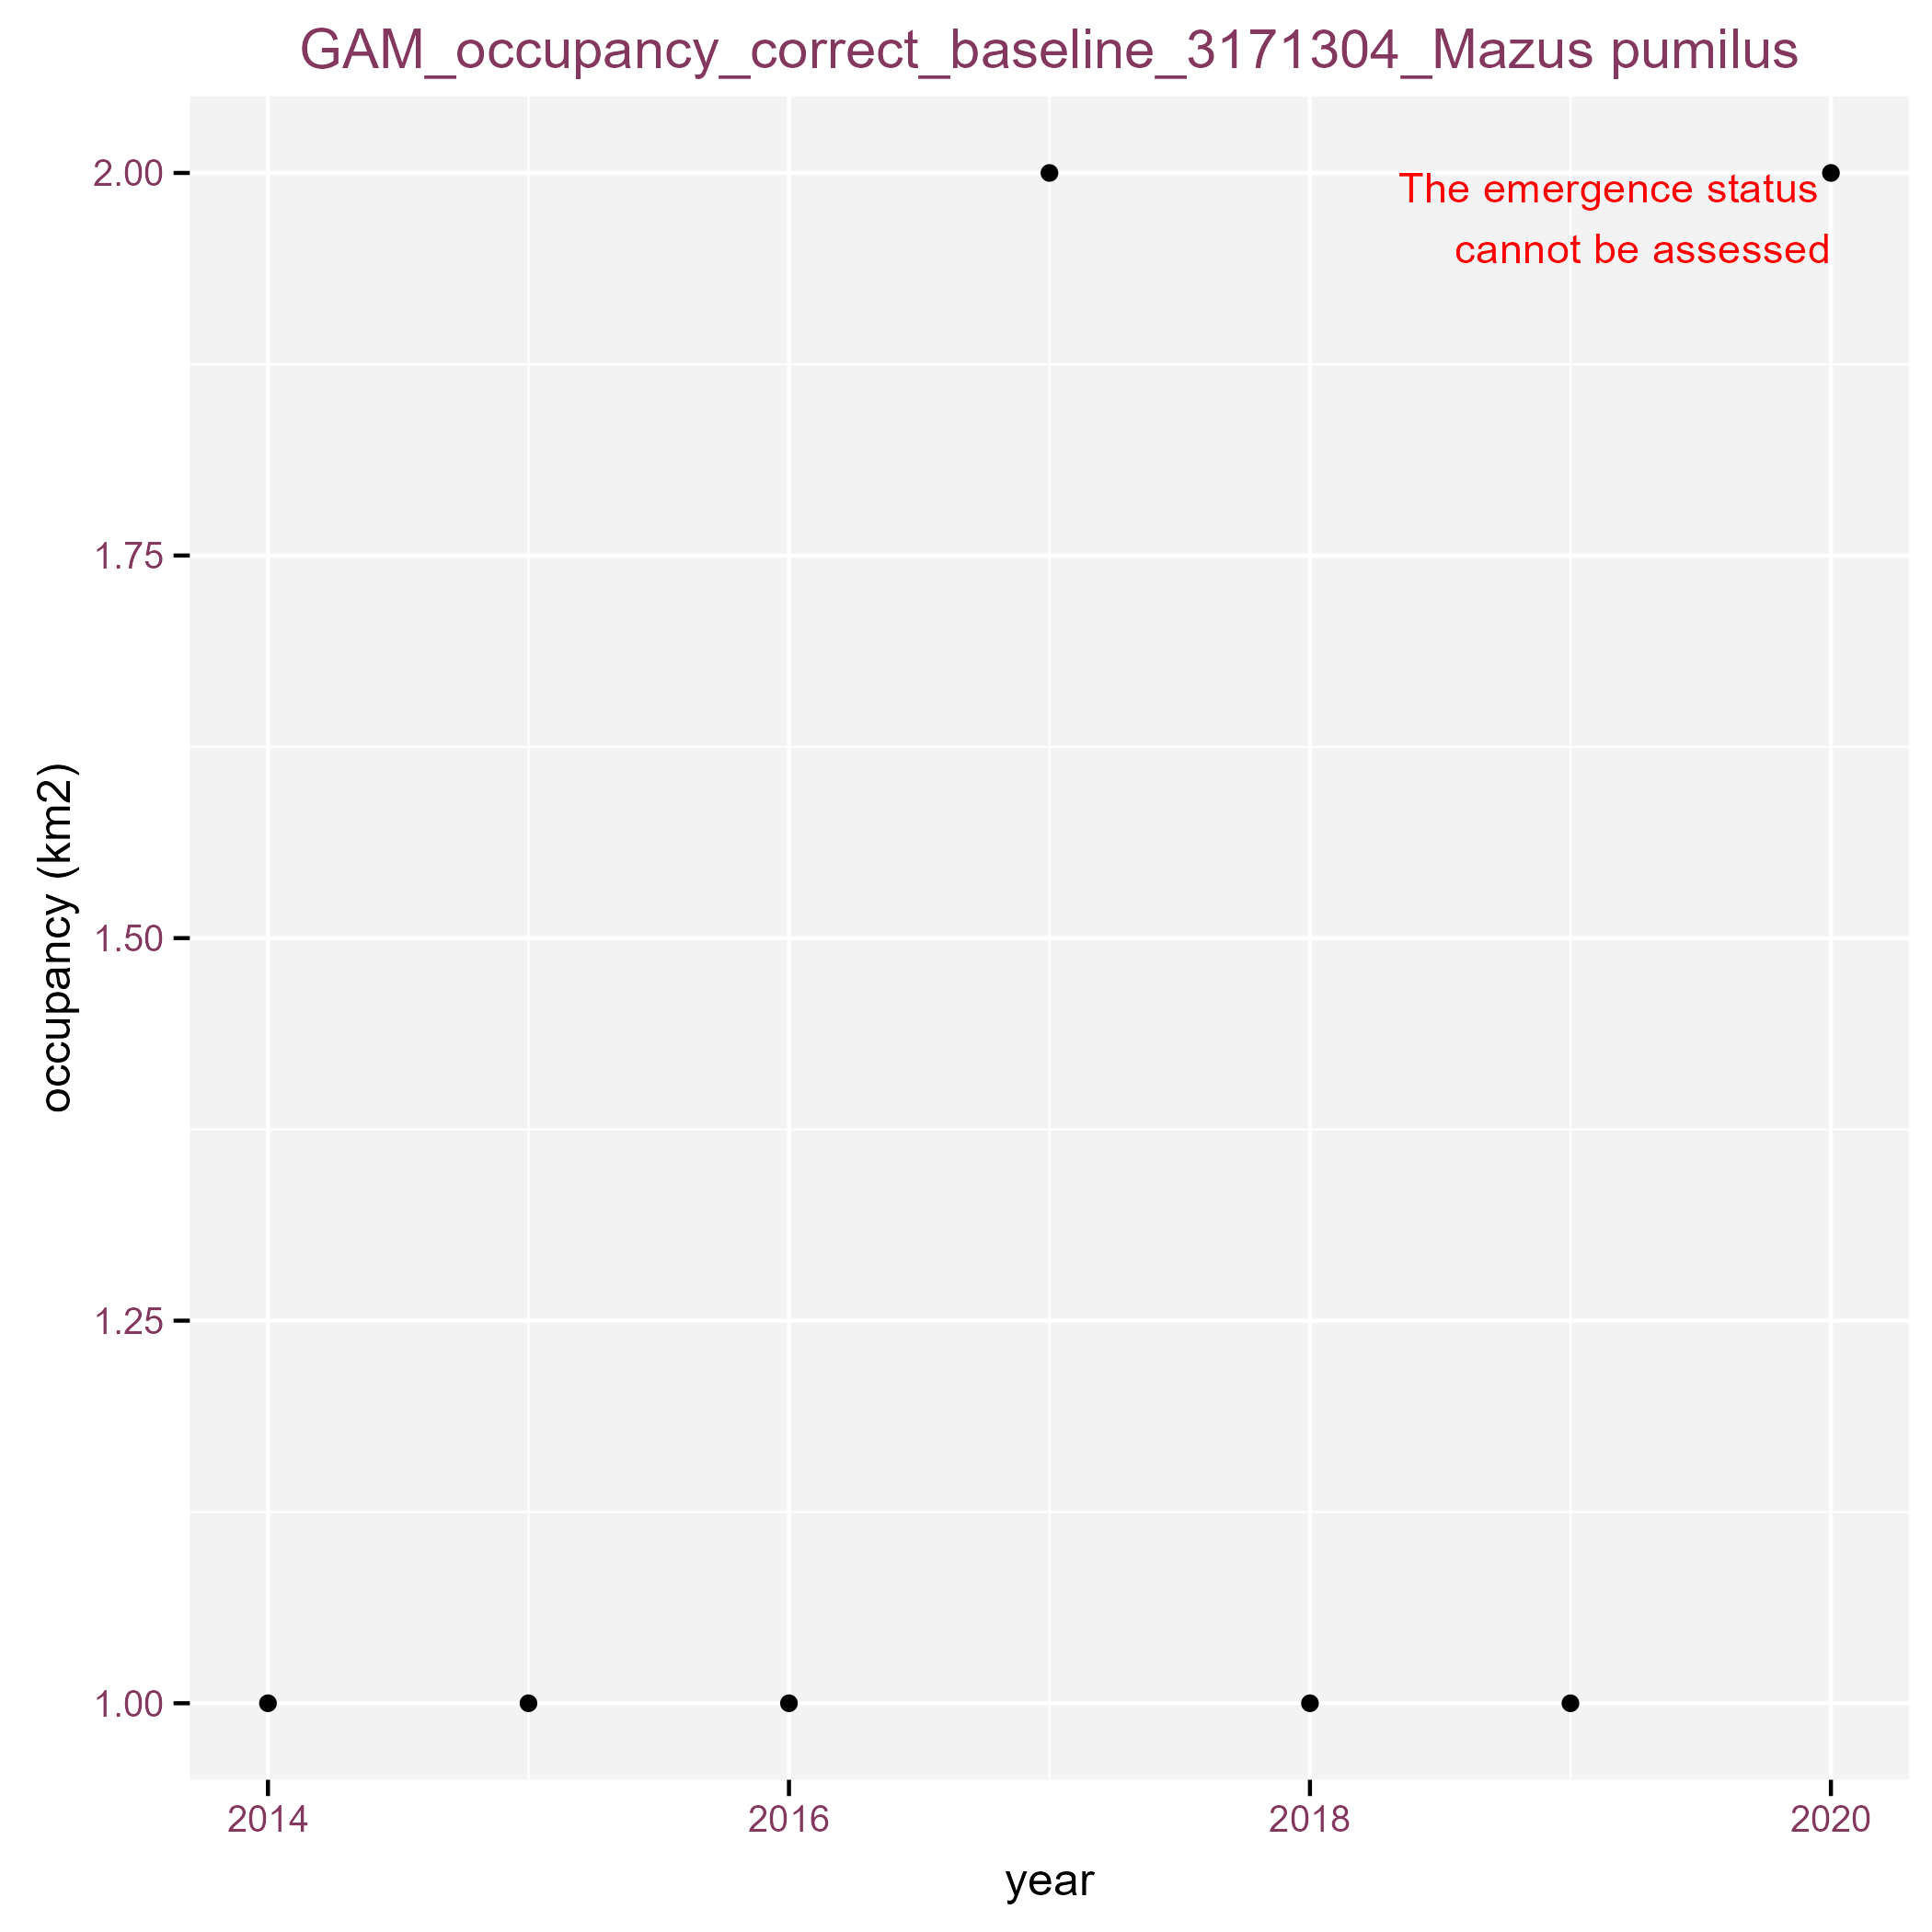 GAM_occupancy_correct_baseline_3171304_Mazus pumilus
2.00
The emergence status
cannot be assessed
1.75
1.50
occupancy (km2)
1.25
1.00
2014 2016 2018 2020
year